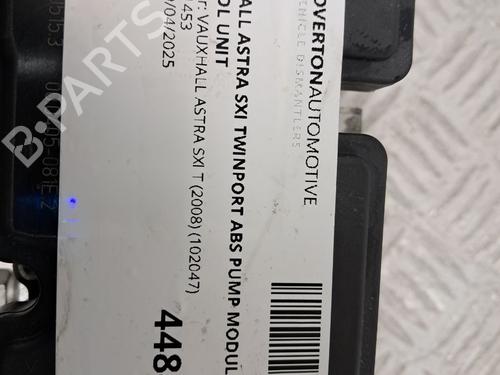 OVERTONAUTOMOTIVE
VEHICLE DISMANTLERS
HALL ASTRA SXI TWINPORT ABS PUMP MODUL
OL UNIT
: VAUXHALL ASTRA SXI T (2008) (102047)
453
/04/2025
448
B-PARTS